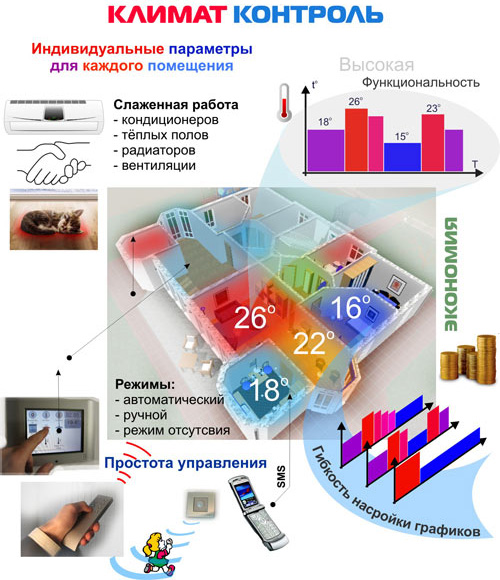 КЛИМАТ КОНТРОЛЬ
Индивидуальные параметры
для каждого помещения
Высокая
Функциональность
Слаженная работа
- кондиционеров
- тёплых полов
- радиаторов
- вентиляции
t°
18°
26°
15°
23°
T
ЭКОНОМИЯ
26°
16°
22°
18°
Режимы:
- автоматический
- ручной
- режим отсутсвия
Простота управления
SMS
Гибкость насройки графиков